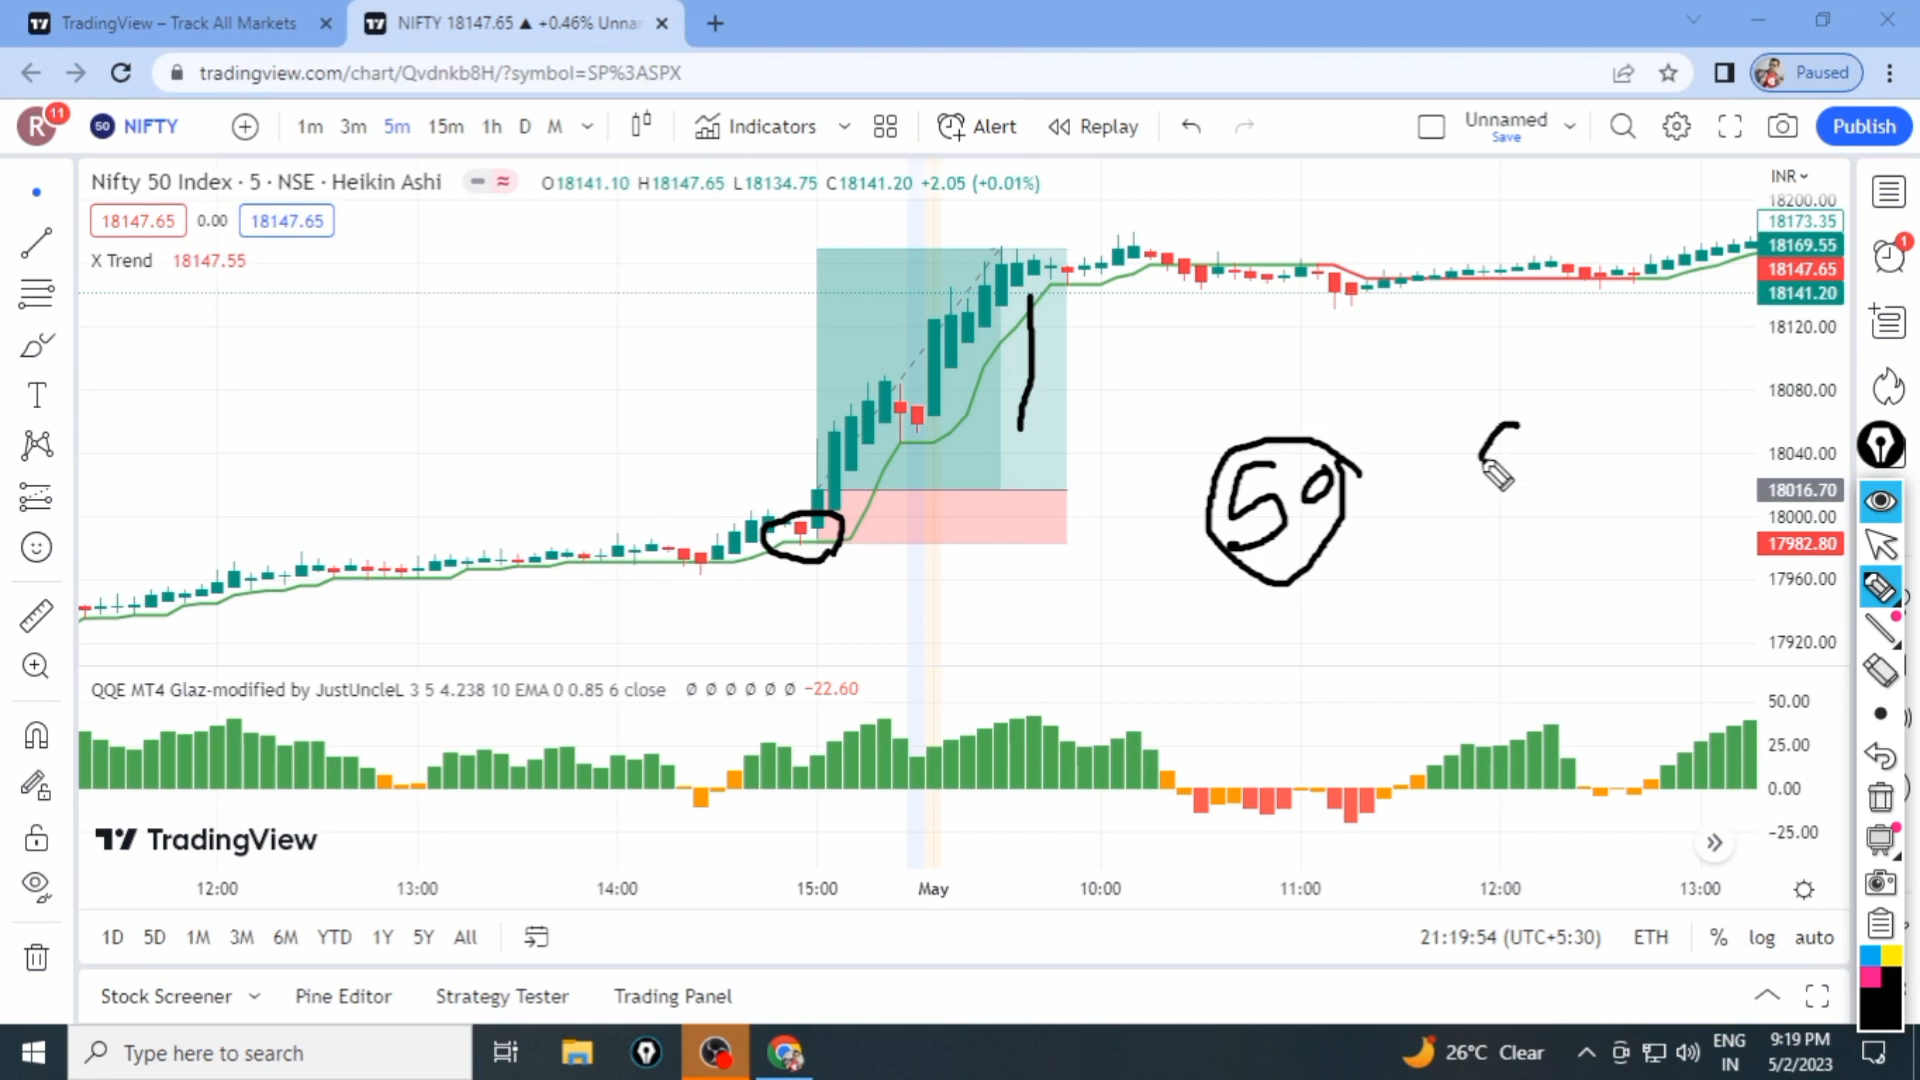 TradingView – Track All Markets
NIFTY 18147.65 ▲ +0.46% Unna
tradingview.com/chart/Qvdnkb8H/?symbol=SP%3ASPX
Paused
R 11
50 NIFTY 1m 3m 5m 15m 1h D M Indicators Alert Replay Unnamed Save Publish
Nifty 50 Index · 5 · NSE · Heikin Ashi O18141.10 H18147.65 L18134.75 C18141.20 +2.05 (+0.01%)
18147.65 0.00 18147.65
X Trend 18147.55
INR
18200.00
18173.35
18169.55
18147.65
18141.20
18120.00
18080.00
18040.00
18016.70
18000.00
17982.80
17960.00
17920.00
1
50
QQE MT4 Glaz-modified by JustUncleL 3 5 4.238 10 EMA 0 0.85 6 close Ø Ø Ø Ø Ø Ø −22.60
50.00
25.00
0.00
−25.00
TradingView
12:00 13:00 14:00 15:00 May 10:00 11:00 12:00 13:00
1D 5D 1M 3M 6M YTD 1Y 5Y All 21:19:54 (UTC+5:30) ETH % log auto
Stock Screener Pine Editor Strategy Tester Trading Panel
Type here to search
26°C Clear
ENG
IN
9:19 PM
5/2/2023